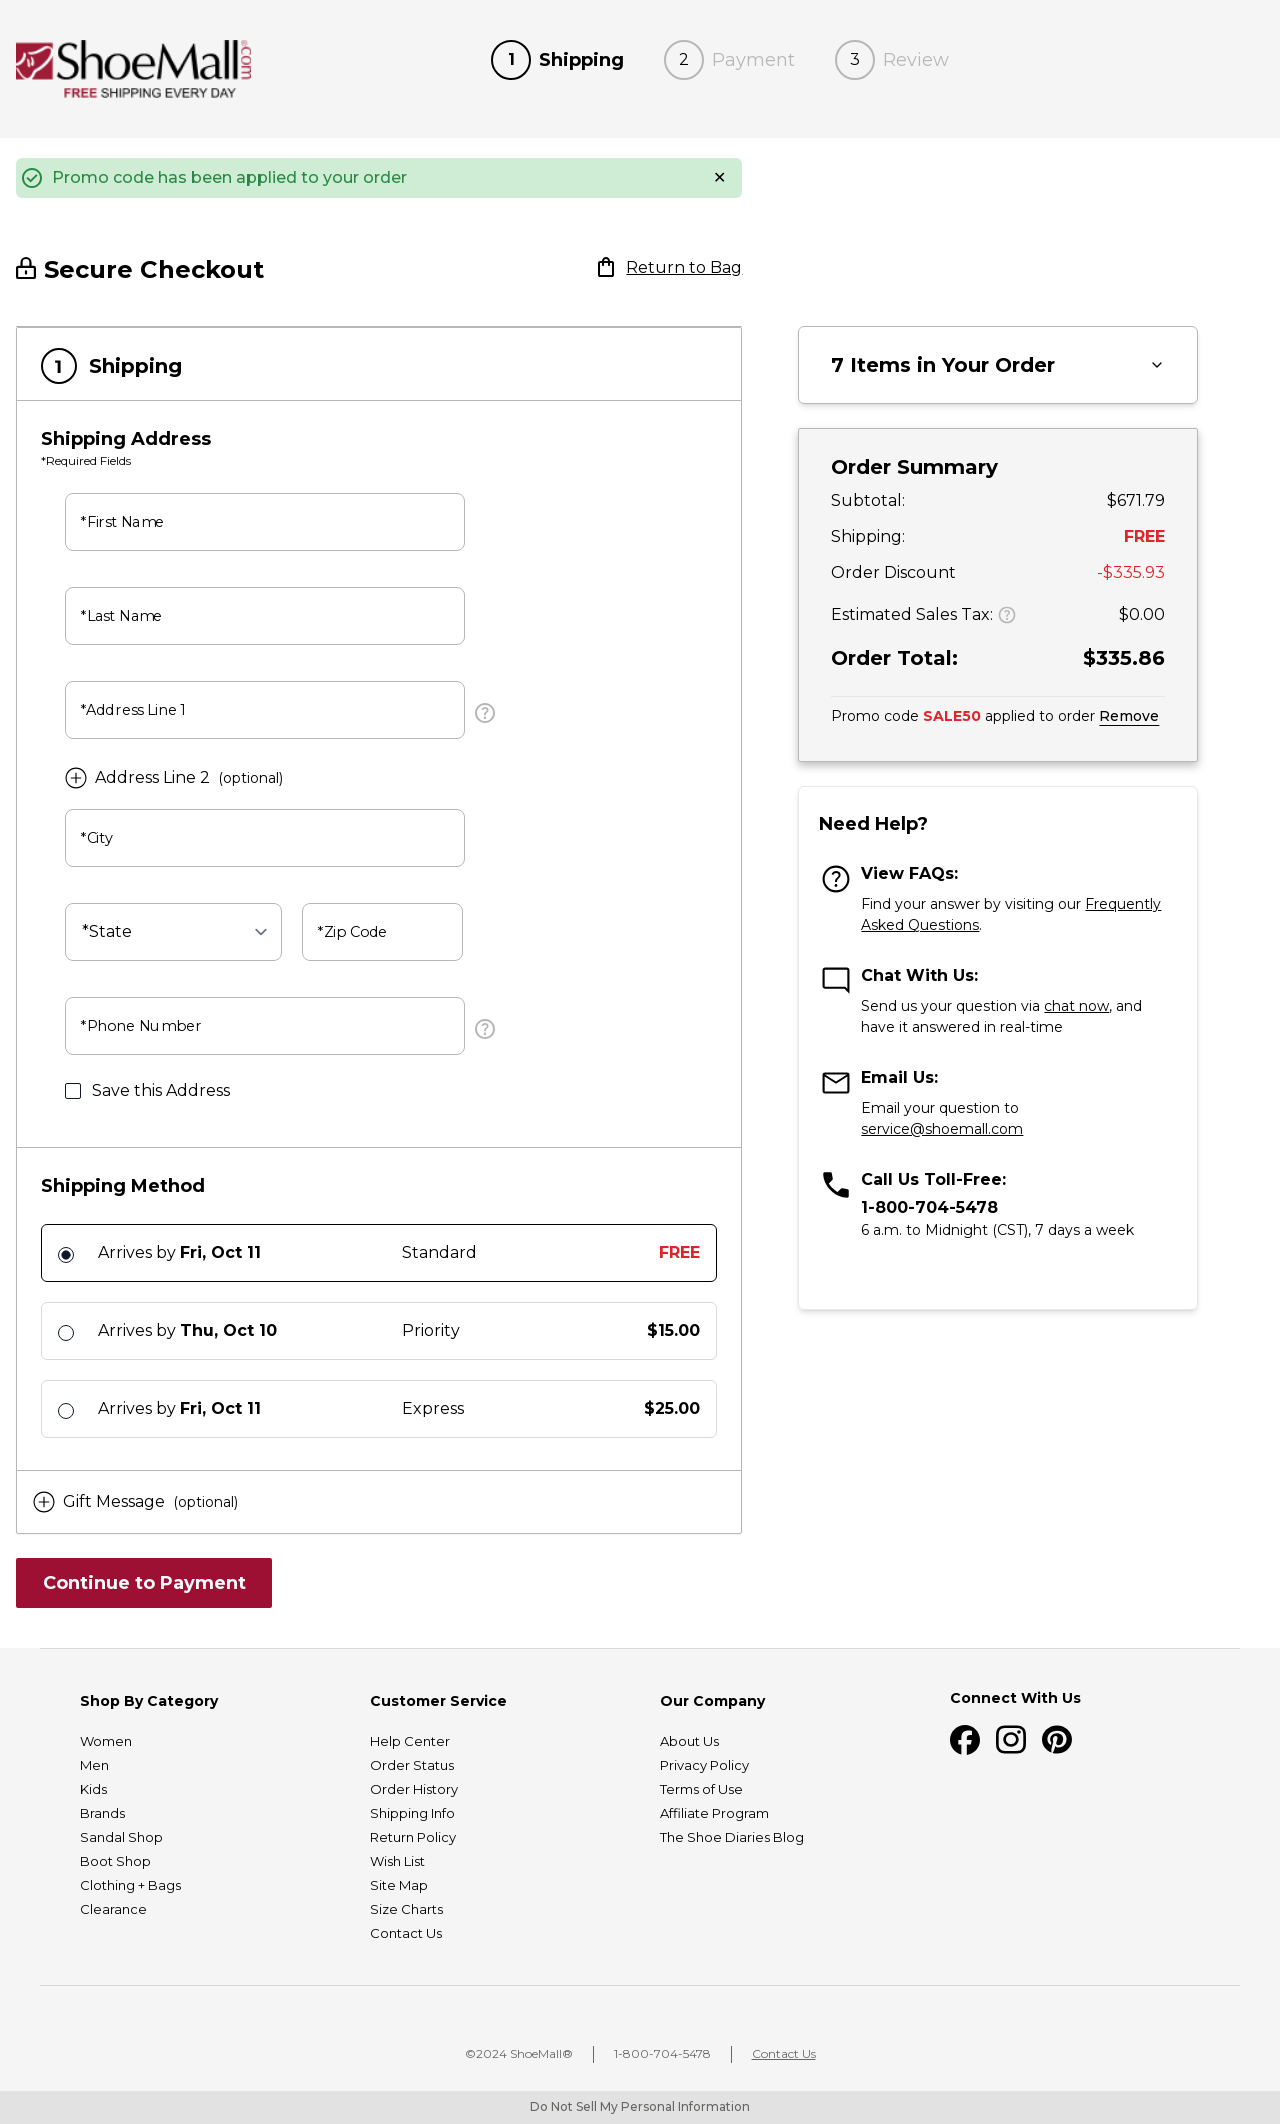 ShoeMall.com
FREE SHIPPING EVERY DAY
1 Shipping
2 Payment
3 Review
Promo code has been applied to your order ×
Secure Checkout
Return to Bag
1 Shipping
Shipping Address
*Required Fields
*First Name
*Last Name
*Address Line 1
?
Address Line 2 (optional)
*City
*State
*Zip Code
*Phone Number
?
Save this Address
Shipping Method
Arrives by Fri, Oct 11 Standard FREE
Arrives by Thu, Oct 10 Priority $15.00
Arrives by Fri, Oct 11 Express $25.00
Gift Message (optional)
Continue to Payment
7 Items in Your Order
Order Summary
Subtotal: $671.79
Shipping: FREE
Order Discount -$335.93
Estimated Sales Tax: ? $0.00
Order Total: $335.86
Promo code SALE50 applied to order Remove
Need Help?
View FAQs:
Find your answer by visiting our Frequently
Asked Questions.
Chat With Us:
Send us your question via chat now, and
have it answered in real-time
Email Us:
Email your question to
service@shoemall.com
Call Us Toll-Free:
1-800-704-5478
6 a.m. to Midnight (CST), 7 days a week
Shop By Category
Women
Men
Kids
Brands
Sandal Shop
Boot Shop
Clothing + Bags
Clearance
Customer Service
Help Center
Order Status
Order History
Shipping Info
Return Policy
Wish List
Site Map
Size Charts
Contact Us
Our Company
About Us
Privacy Policy
Terms of Use
Affiliate Program
The Shoe Diaries Blog
Connect With Us
©2024 ShoeMall® | 1-800-704-5478 | Contact Us
Do Not Sell My Personal Information